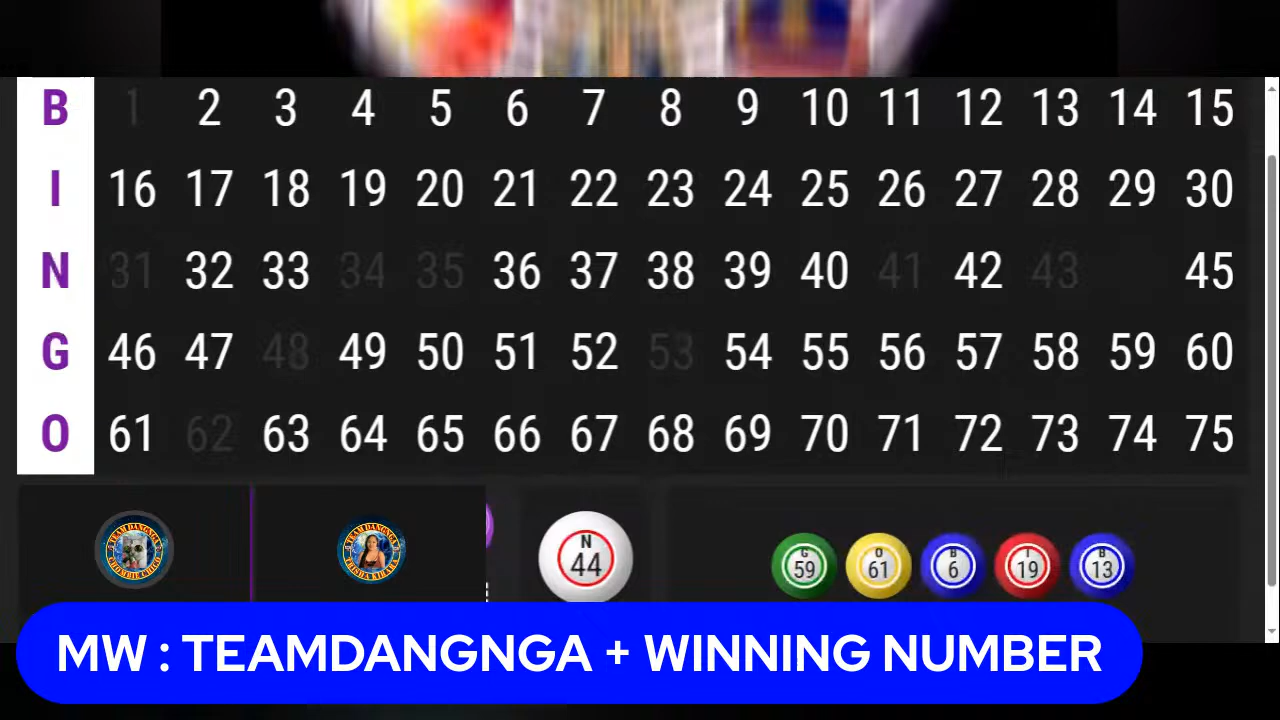 B 1 2 3 4 5 6 7 8 9 10 11 12 13 14 15
I 16 17 18 19 20 21 22 23 24 25 26 27 28 29 30
N 31 32 33 34 35 36 37 38 39 40 41 42 43 45
G 46 47 48 49 50 51 52 53 54 55 56 57 58 59 60
O 61 62 63 64 65 66 67 68 69 70 71 72 73 74 75
TEAM DANGNGA
TEAM DANGNGA
N
44
G
59
O
61
B
6
I
19
B
13
MW : TEAMDANGNGA + WINNING NUMBER